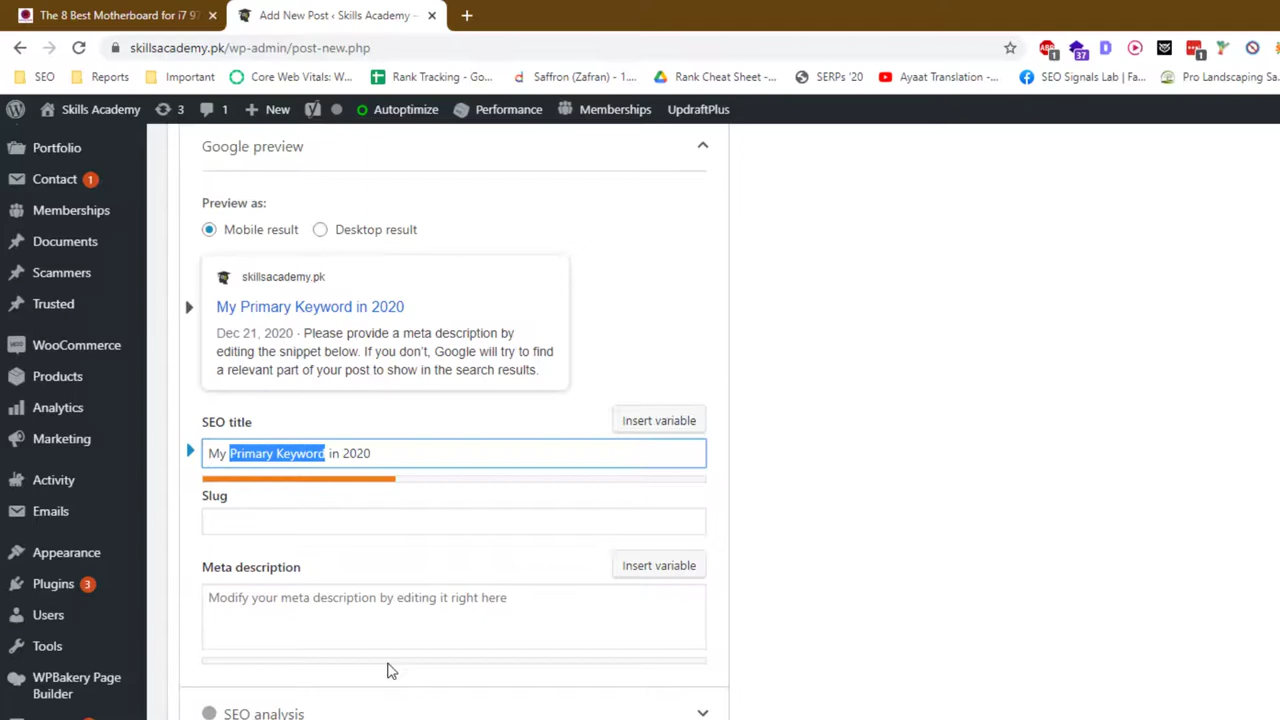 The 8 Best Motherboard for i7 97
Add New Post ‹ Skills Academy —
skillsacademy.pk/wp-admin/post-new.php
1
37
1
SEO
Reports
Important
Core Web Vitals: W...
Rank Tracking - Go...
Saffron (Zafran) - 1....
Rank Cheat Sheet -...
SERPs '20
Ayaat Translation -...
SEO Signals Lab | Fa...
Pro Landscaping Sa..
Skills Academy
3
1
New
Autoptimize
Performance
Memberships
UpdraftPlus
Portfolio
Contact 1
Memberships
Documents
Scammers
Trusted
WooCommerce
Products
Analytics
Marketing
Activity
Emails
Appearance
Plugins 3
Users
Tools
WPBakery Page
Builder
Google preview
Preview as:
Mobile result
Desktop result
skillsacademy.pk
My Primary Keyword in 2020
Dec 21, 2020 · Please provide a meta description by
editing the snippet below. If you don't, Google will try to find
a relevant part of your post to show in the search results.
SEO title
Insert variable
My Primary Keyword in 2020
Slug
Meta description
Insert variable
Modify your meta description by editing it right here
SEO analysis